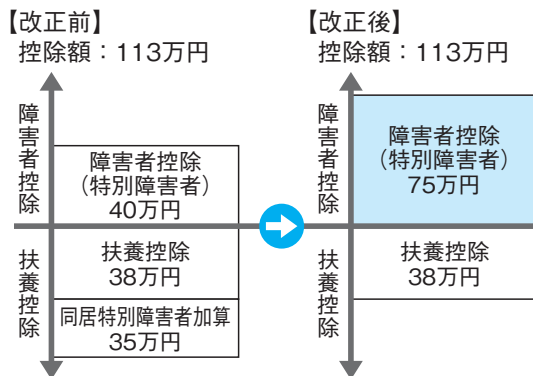 【改正前】
控除額：113万円
障害者控除
障害者控除
（特別障害者）
40万円
扶養控除
扶養控除
38万円
同居特別障害者加算
35万円
【改正後】
控除額：113万円
障害者控除
障害者控除
（特別障害者）
75万円
扶養控除
扶養控除
38万円